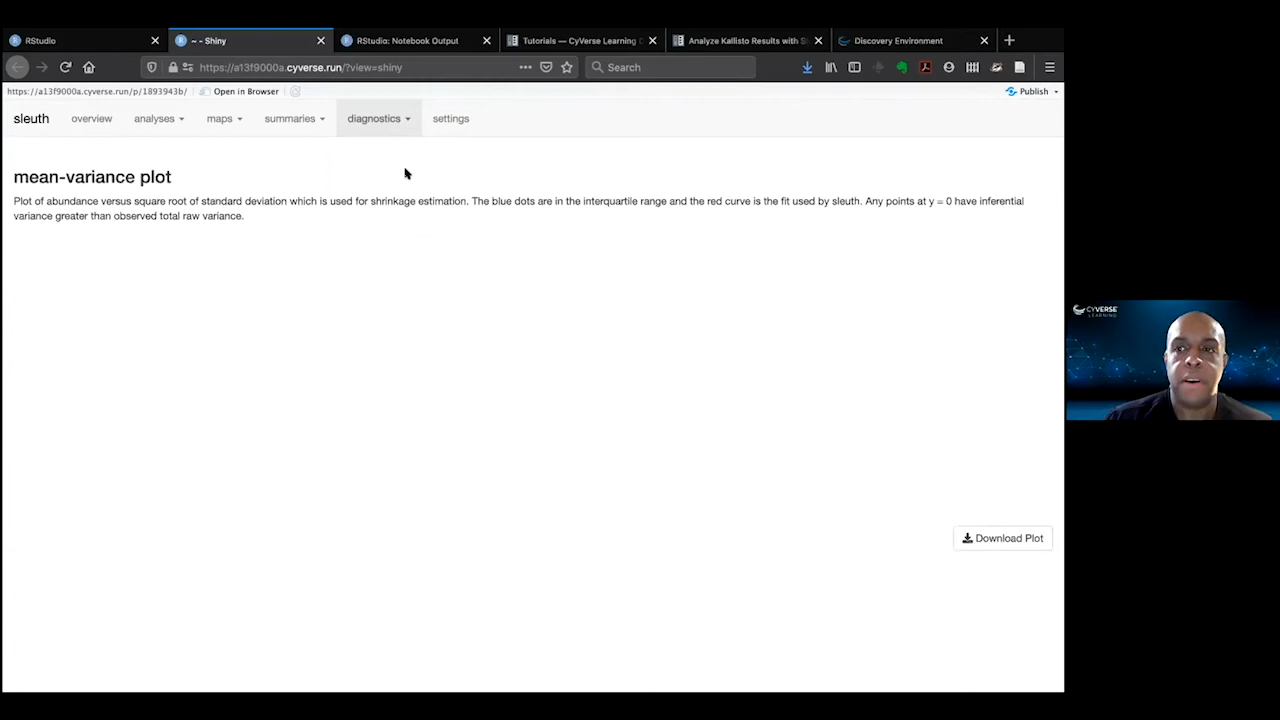 RStudio
~ - Shiny
RStudio: Notebook Output
Tutorials — CyVerse Learning C
Analyze Kallisto Results with S
Discovery Environment
https://a13f9000a.cyverse.run/?view=shiny
Search
https://a13f9000a.cyverse.run/p/1893943b/
Open in Browser
Publish
sleuth
overview
analyses
maps
summaries
diagnostics
settings
mean-variance plot
Plot of abundance versus square root of standard deviation which is used for shrinkage estimation. The blue dots are in the interquartile range and the red curve is the fit used by sleuth. Any points at y = 0 have inferential
variance greater than observed total raw variance.
Download Plot
CYVERSE
LEARNING